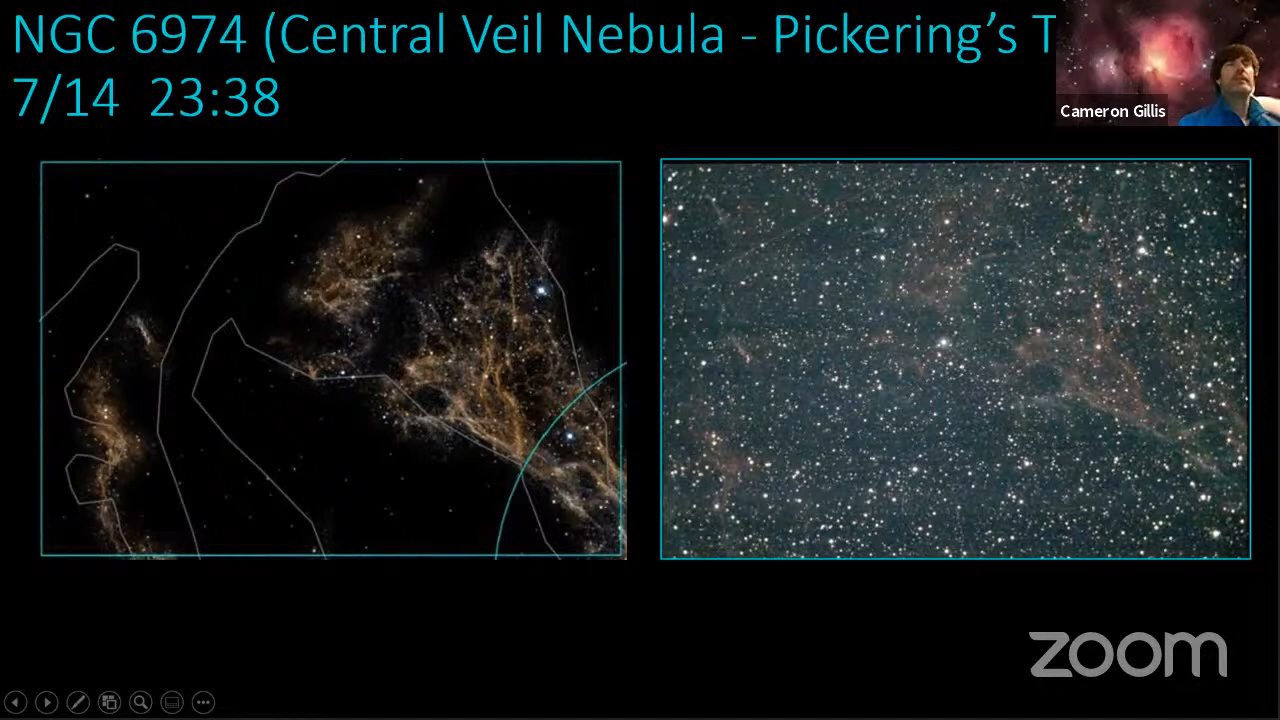 NGC 6974 (Central Veil Nebula - Pickering's T
7/14 23:38
Cameron Gillis
zoom